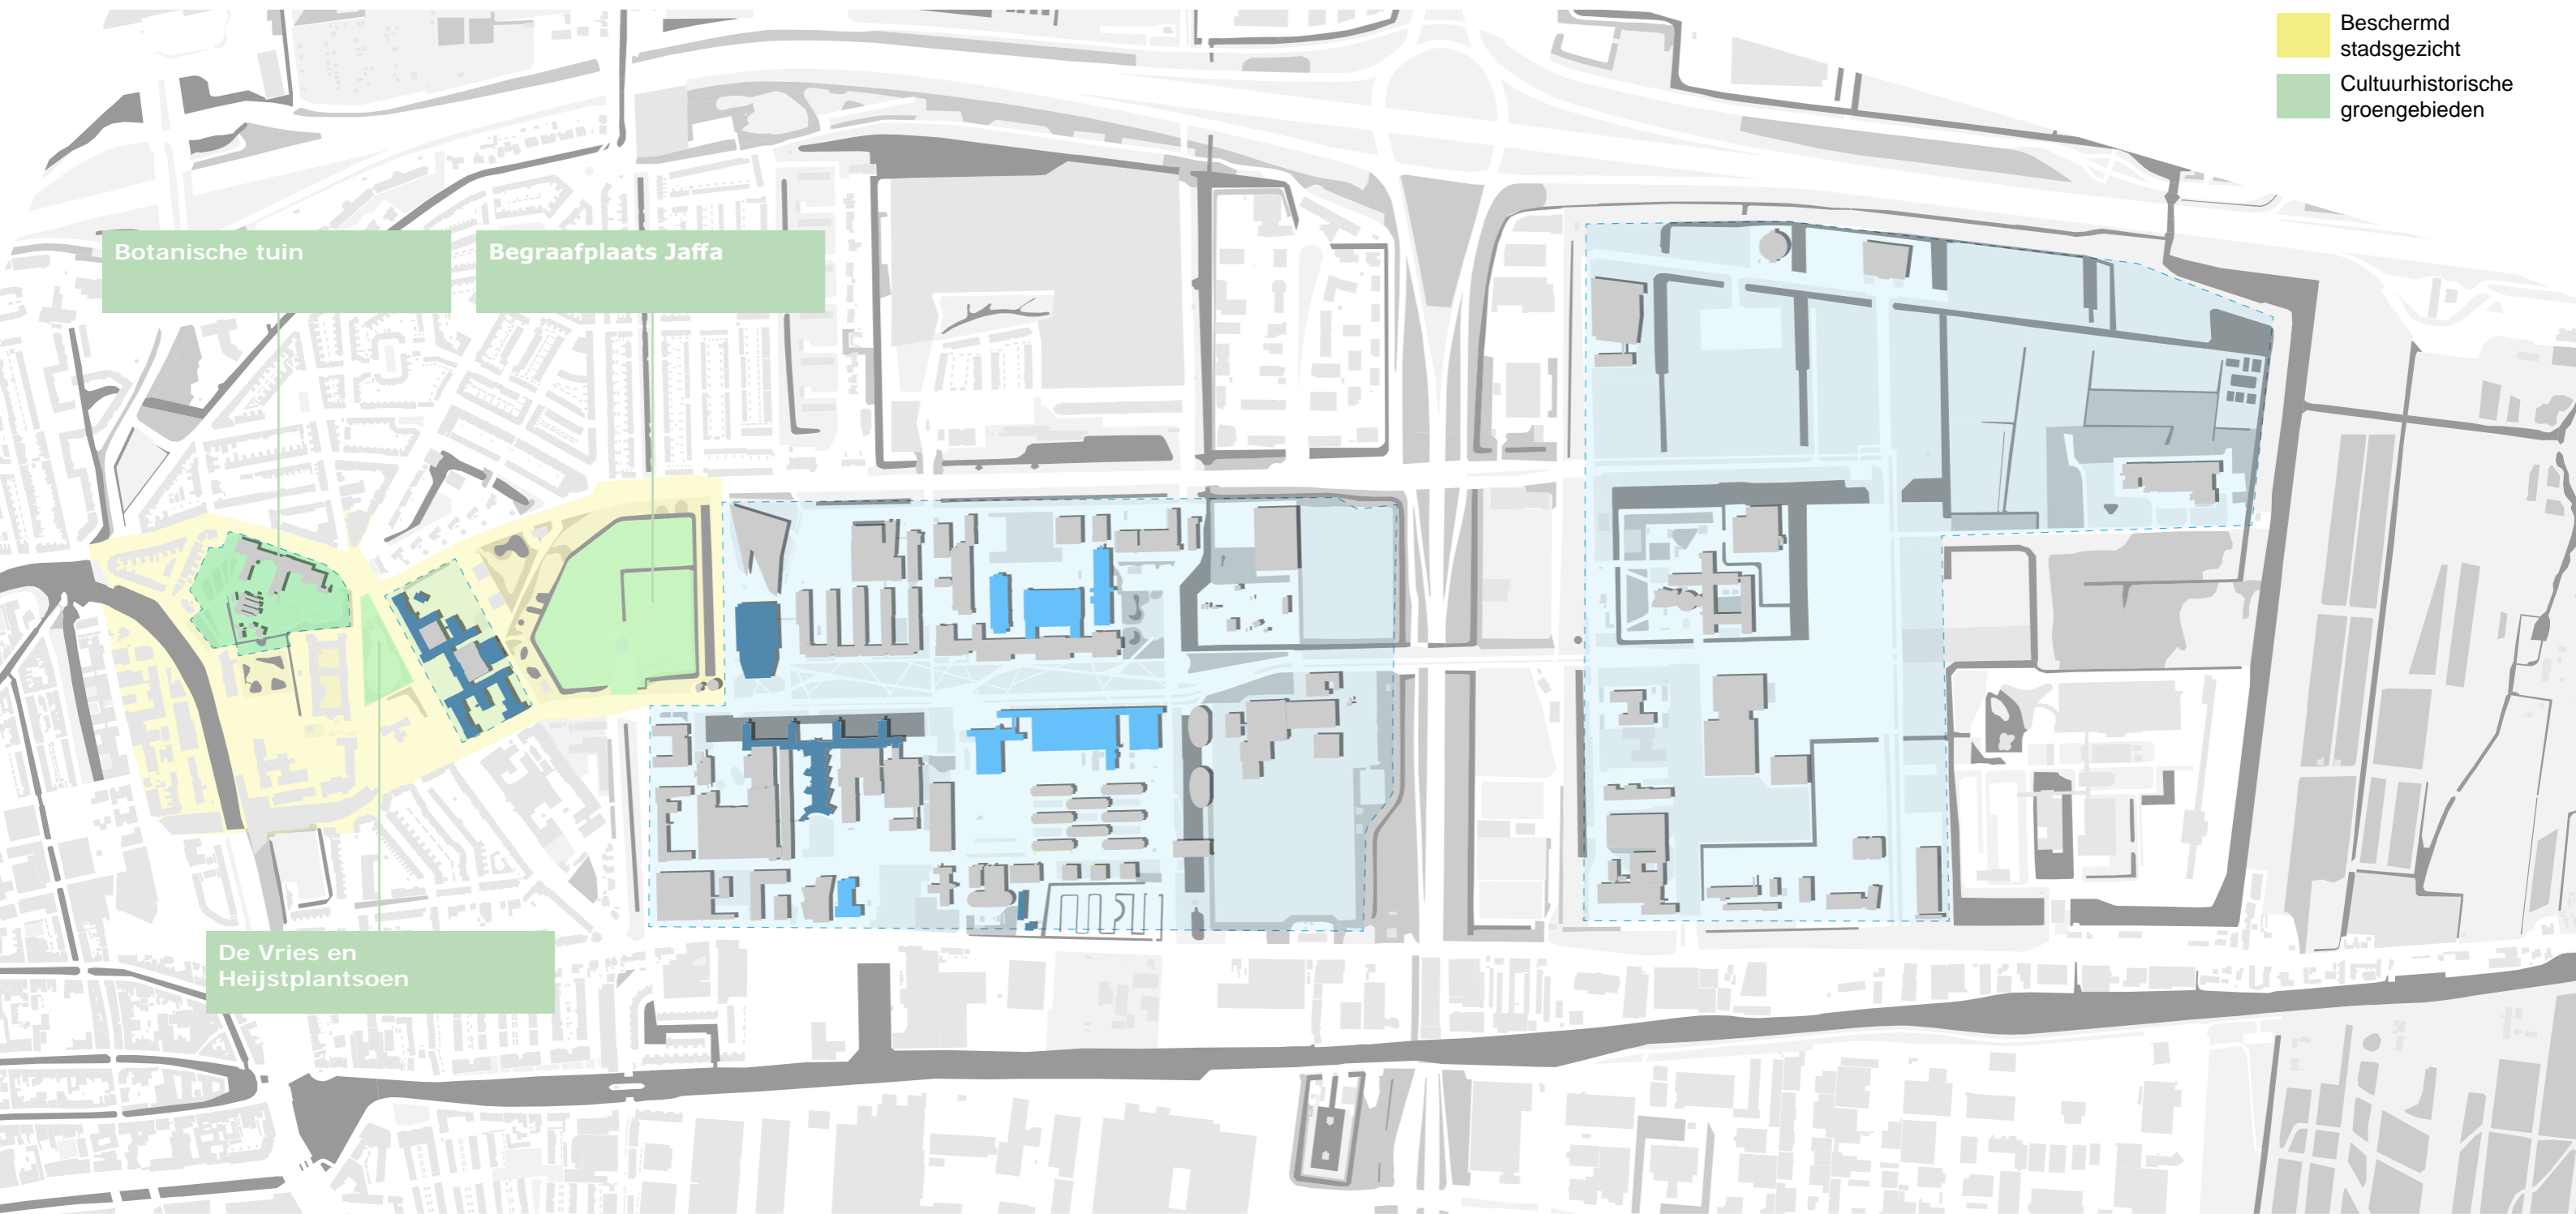 Beschermd
stadsgezicht
Cultuurhistorische
groengebieden
Botanische tuin
Begraafplaats Jaffa
De Vries en
Heijstplantsoen